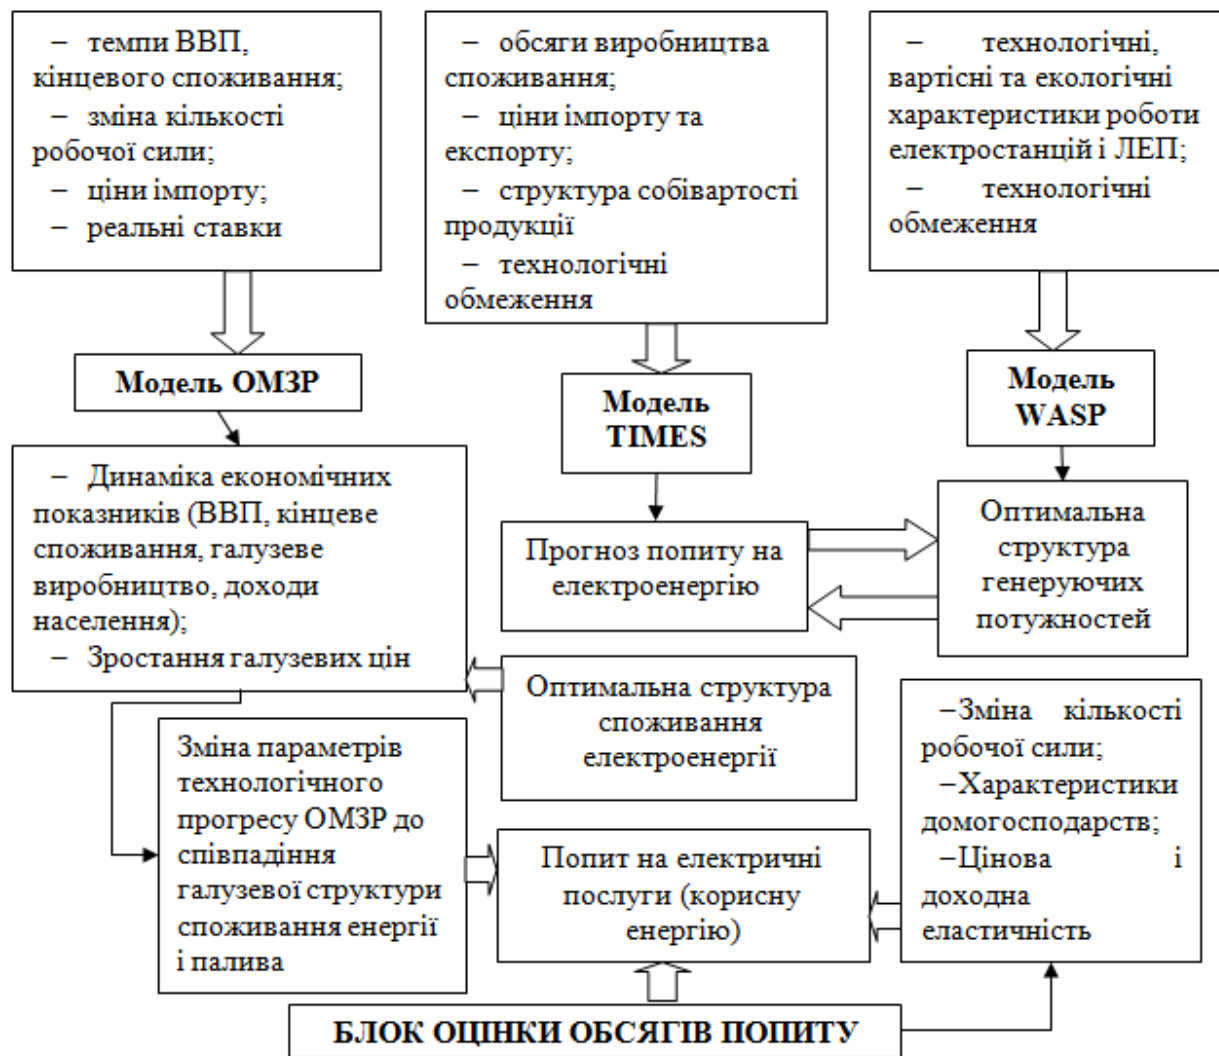 – темпи ВВП,
кінцевого споживання;
– зміна кількості
робочої сили;
– ціни імпорту;
– реальні ставки
– обсяги виробництва
споживання;
– ціни імпорту та
експорту;
– структура собівартості
продукції
– технологічні
обмеження
– технологічні,
вартісні та екологічні
характеристики роботи
електростанцій і ЛЕП;
– технологічні
обмеження
Модель ОМЗР
Модель
TIMES
Модель
WASP
– Динаміка економічних
показників (ВВП, кінцеве
споживання, галузеве
виробництво, доходи
населення);
– Зростання галузевих цін
Прогноз попиту на
електроенергію
Оптимальна
структура
генеруючих
потужностей
Оптимальна структура
споживання
електроенергії
Зміна параметрів
технологічного
прогресу ОМЗР до
співпадіння
галузевої структури
споживання енергії
і палива
Попит на електричні
послуги (корисну
енергію)
–Зміна кількості
робочої сили;
–Характеристики
домогосподарств;
–Цінова і
доходна
еластичність
БЛОК ОЦІНКИ ОБСЯГІВ ПОПИТУ